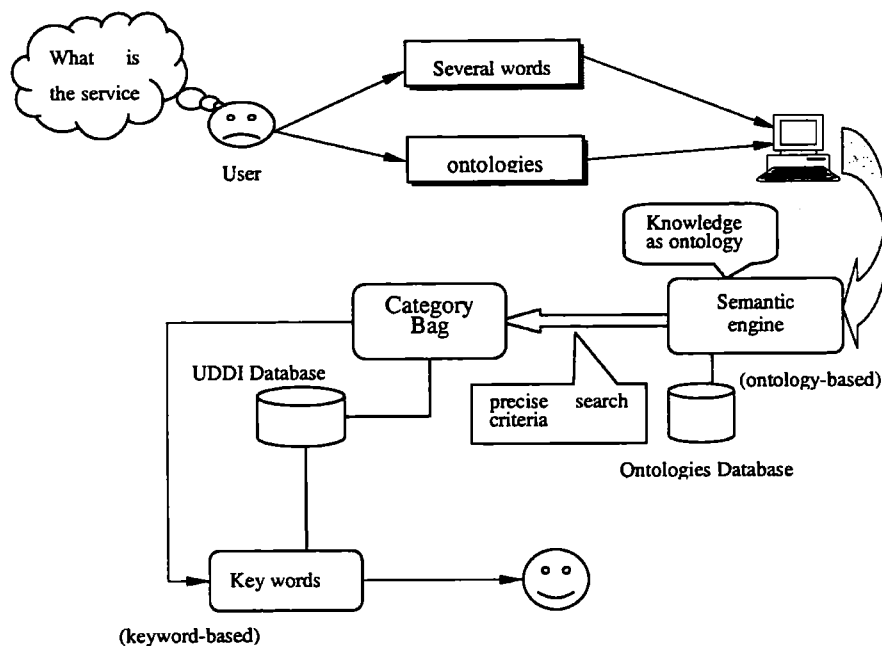 What is
the service
User
Several words
ontologies
Knowledge
as ontology
Semantic
engine
(ontology-based)
Category
Bag
precise search
criteria
UDDI Database
Ontologies Database
Key words
(keyword-based)